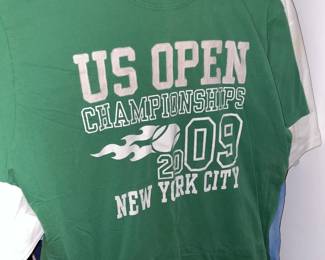 US OPEN
CHAMPIONSHIPS
2009
NEW YORK CITY